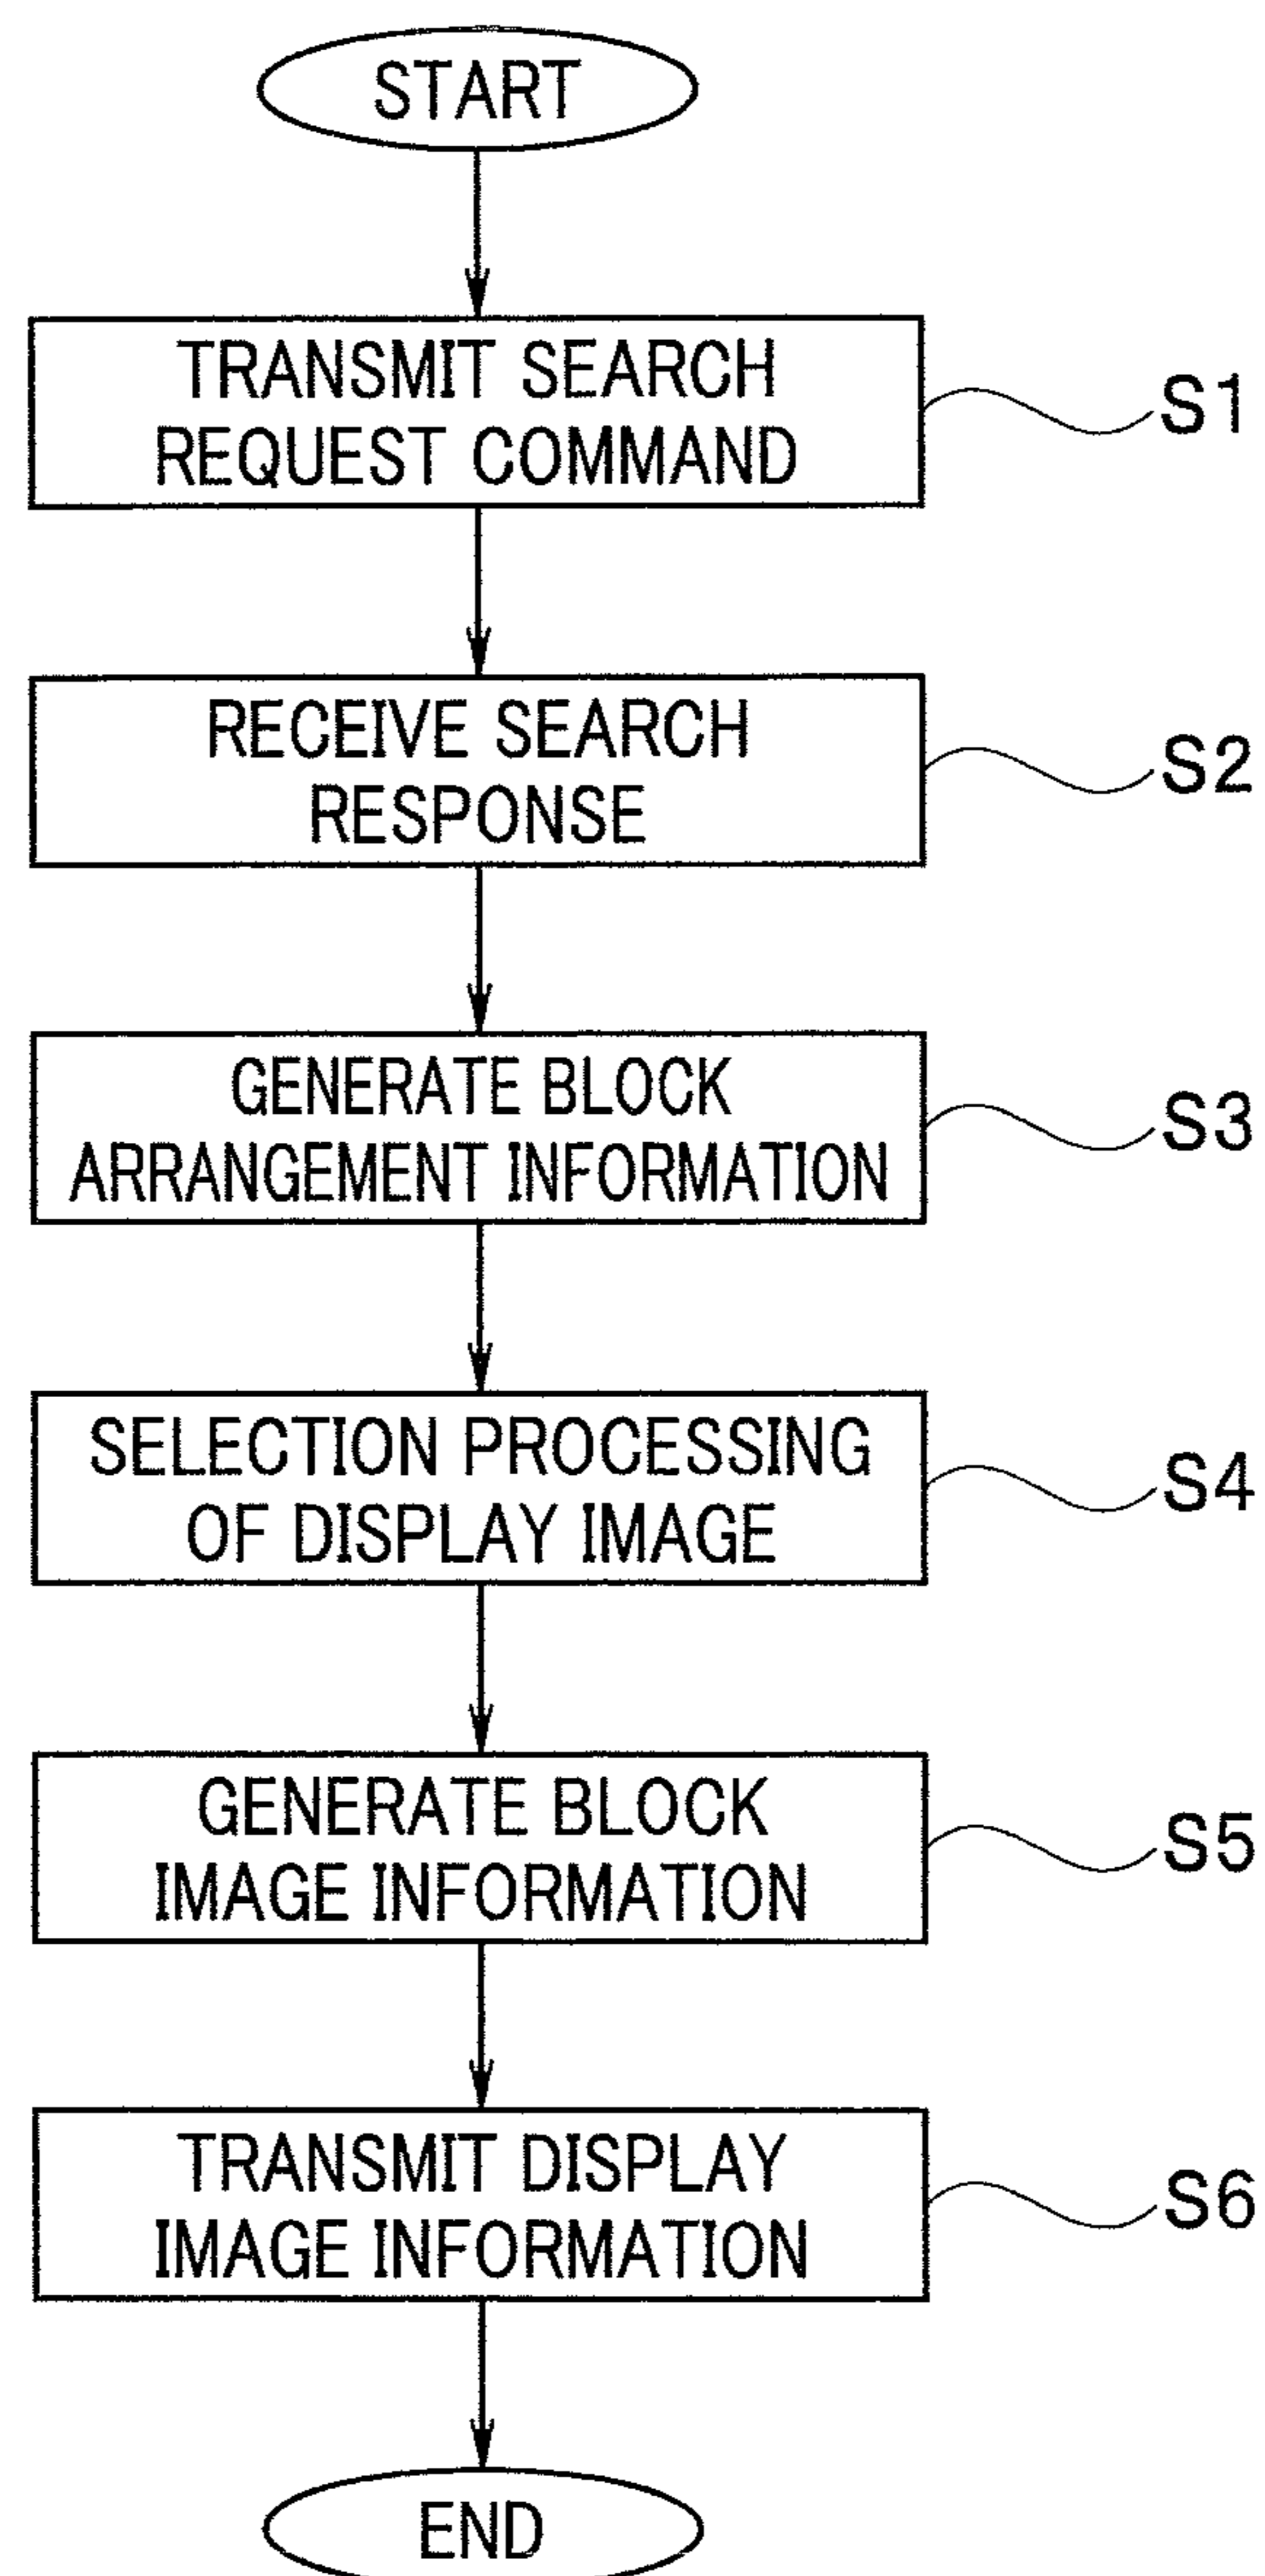 START
TRANSMIT SEARCH
REQUEST COMMAND
S1
RECEIVE SEARCH
RESPONSE
S2
GENERATE BLOCK
ARRANGEMENT INFORMATION
S3
SELECTION PROCESSING
OF DISPLAY IMAGE
S4
GENERATE BLOCK
IMAGE INFORMATION
S5
TRANSMIT DISPLAY
IMAGE INFORMATION
S6
END